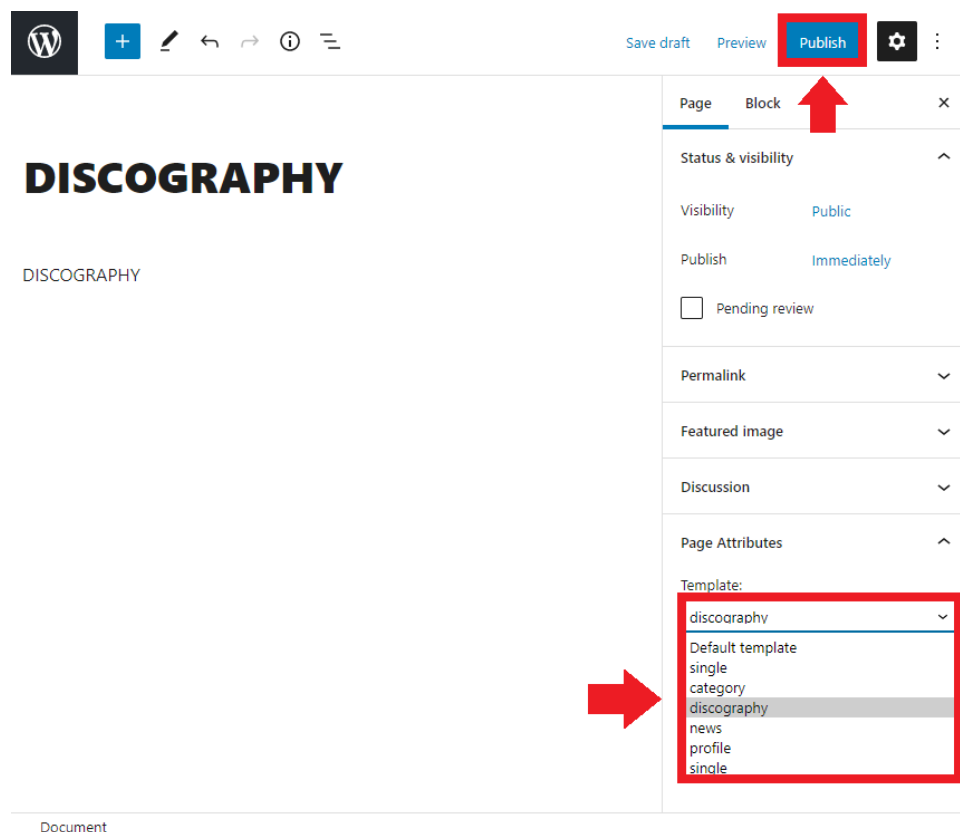 Save draft Preview Publish
Page Block
DISCOGRAPHY
DISCOGRAPHY
Status & visibility
Visibility Public
Publish Immediately
Pending review
Permalink
Featured image
Discussion
Page Attributes
Template:
discography
Default template
single
category
discography
news
profile
single
Document